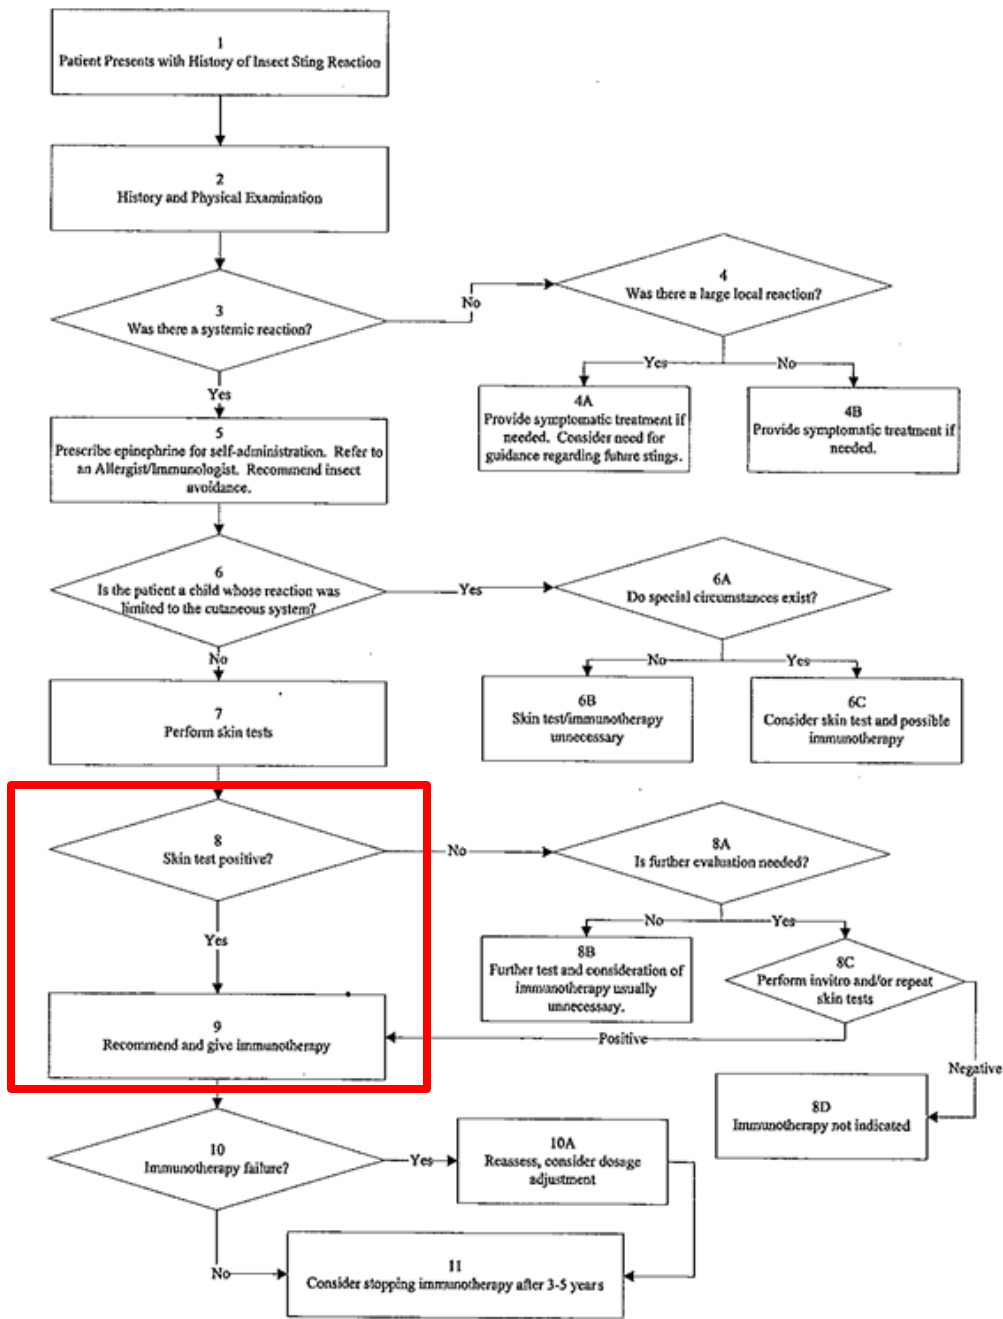 1
Patient Presents with History of Insect Sting Reaction
2
History and Physical Examination
3
Was there a systemic reaction?
No
4
Was there a large local reaction?
Yes
No
4A
Provide symptomatic treatment if
needed. Consider need for
guidance regarding future stings.
4B
Provide symptomatic treatment if
needed.
Yes
5
Prescribe epinephrine for self-administration. Refer to
an Allergist/Immunologist. Recommend insect
avoidance.
6
Is the patient a child whose reaction was
limited to the cutaneous system?
Yes
6A
Do special circumstances exist?
No
Yes
6B
Skin test/immunotherapy
unnecessary
6C
Consider skin test and possible
immunotherapy
No
7
Perform skin tests
8
Skin test positive?
No
8A
Is further evaluation needed?
No
Yes
8B
Further test and consideration of
immunotherapy usually
unnecessary.
8C
Perform invitro and/or repeat
skin tests
Yes
9
Recommend and give immunotherapy
Positive
Negative
8D
Immunotherapy not indicated
10
Immunotherapy failure?
Yes
10A
Reassess, consider dosage
adjustment
No
11
Consider stopping immunotherapy after 3-5 years